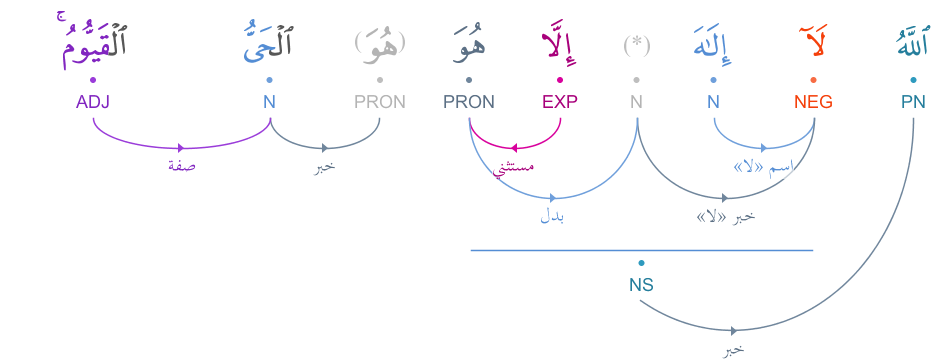 ٱللَّهُ لَآ إِلَـٰهَ (*) إِلَّا هُوَ (هُوَ) ٱلْحَىُّ ٱلْقَيُّومُ ۚ
PN NEG N N EXP PRON PRON N ADJ
اسم «لا» مستثني خبر صفة
خبر «لا» بدل
NS
خبر